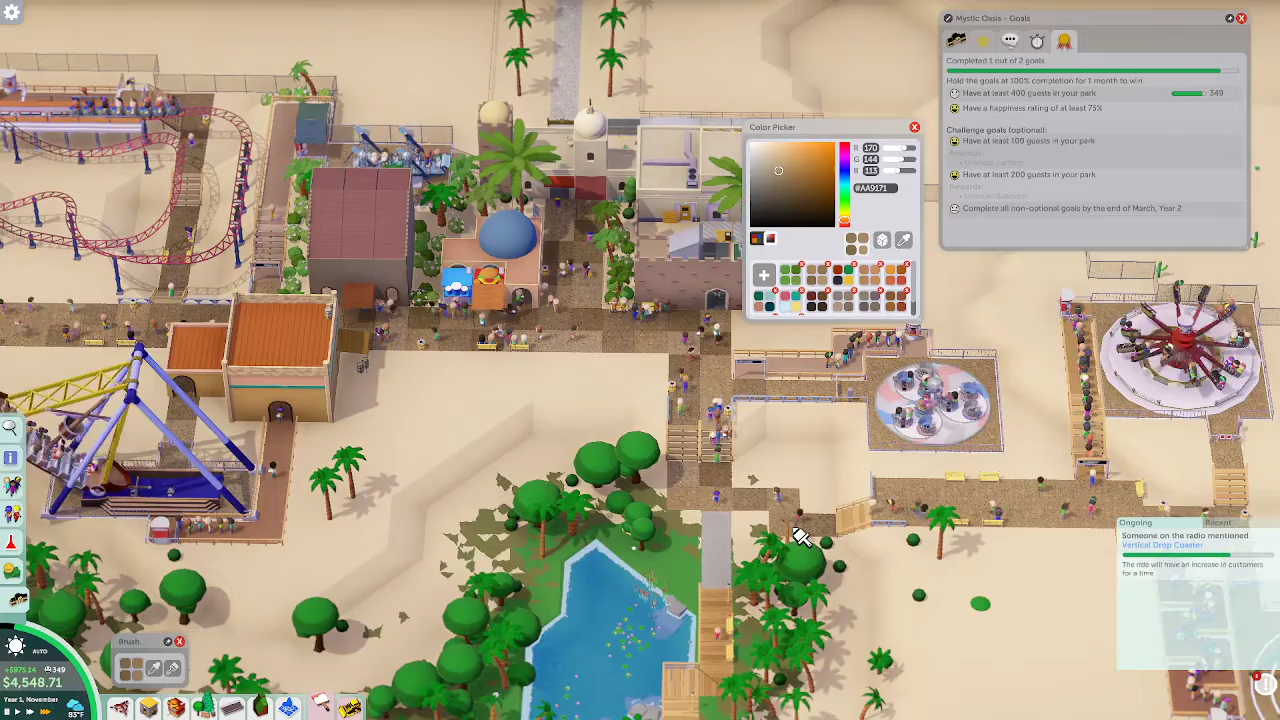 Mystic Oasis - Goals
Completed 1 out of 2 goals.
Hold the goals at 100% completion for 1 month to win.
Have at least 400 guests in your park
349
Have a happiness rating of at least 75%
Challenge goals (optional):
Have at least 100 guests in your park
Rewards:
Have at least 200 guests in your park
Rewards:
Complete all non-optional goals by the end of March, Year 2
Color Picker
R 170
G 144
B 113
#AA9171
Ongoing
Recent
Someone on the radio mentioned
Vertical Drop Coaster
The ride will have an increase in customers
for a time
Brush
AUTO
+$975.14
349
$4,548.71
Year 1, November
83°F